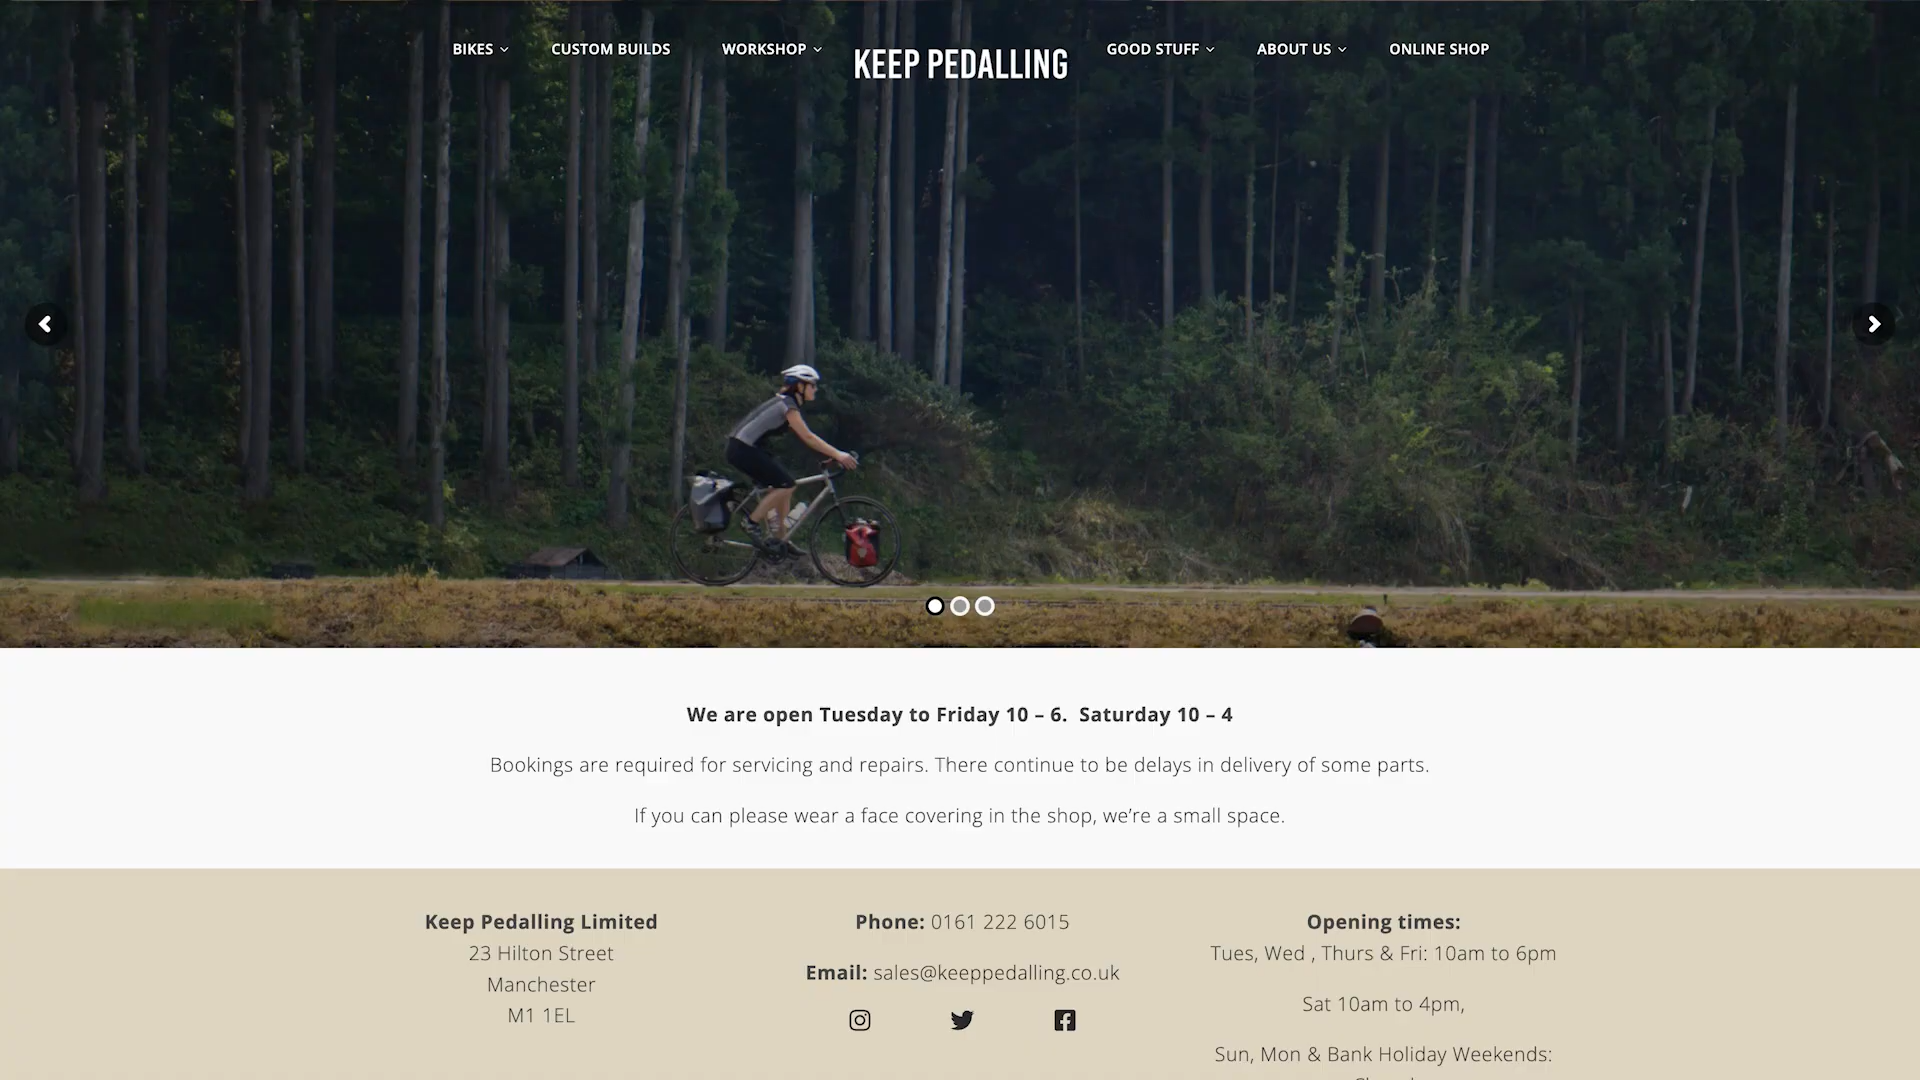 BIKES
CUSTOM BUILDS
WORKSHOP
KEEP PEDALLING
GOOD STUFF
ABOUT US
ONLINE SHOP
We are open Tuesday to Friday 10 – 6.  Saturday 10 – 4
Bookings are required for servicing and repairs. There continue to be delays in delivery of some parts.
If you can please wear a face covering in the shop, we’re a small space.
Keep Pedalling Limited
23 Hilton Street
Manchester
M1 1EL
Phone: 0161 222 6015
Email: sales@keeppedalling.co.uk
Opening times:
Tues, Wed , Thurs & Fri: 10am to 6pm
Sat 10am to 4pm,
Sun, Mon & Bank Holiday Weekends: